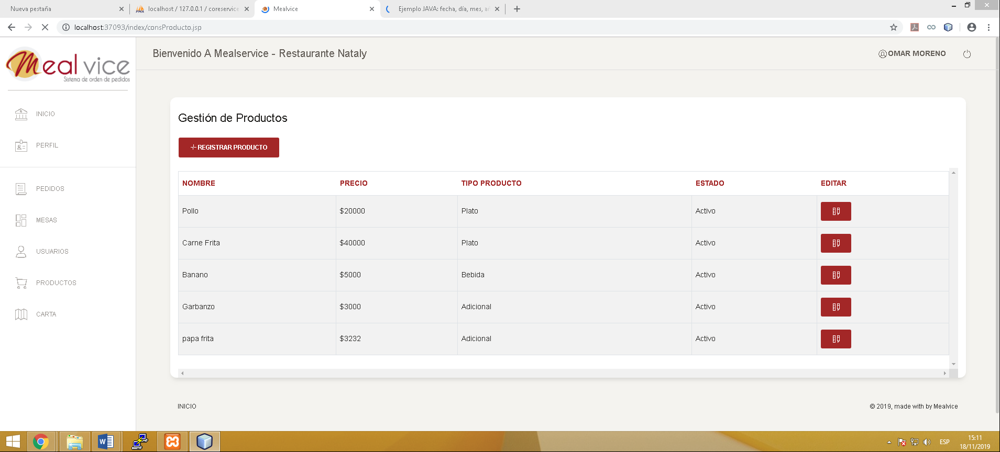 Nueva pestaña
localhost / 127.0.0.1 / coreservice
Mealvice
Ejemplo JAVA: fecha, día, mes, añ
localhost:37093/index/consProducto.jsp
Mealvice
Sistema de orden de pedidos
Bienvenido A Mealservice - Restaurante Nataly
OMAR MORENO
INICIO
PERFIL
PEDIDOS
MESAS
USUARIOS
PRODUCTOS
CARTA
Gestión de Productos
REGISTRAR PRODUCTO
NOMBRE PRECIO TIPO PRODUCTO ESTADO EDITAR
Pollo $20000 Plato Activo
Carne Frita $40000 Plato Activo
Banano $5000 Bebida Activo
Garbanzo $3000 Adicional Activo
papa frita $3232 Adicional Activo
INICIO
© 2019, made with by Mealvice
ESP
15:11
18/11/2019